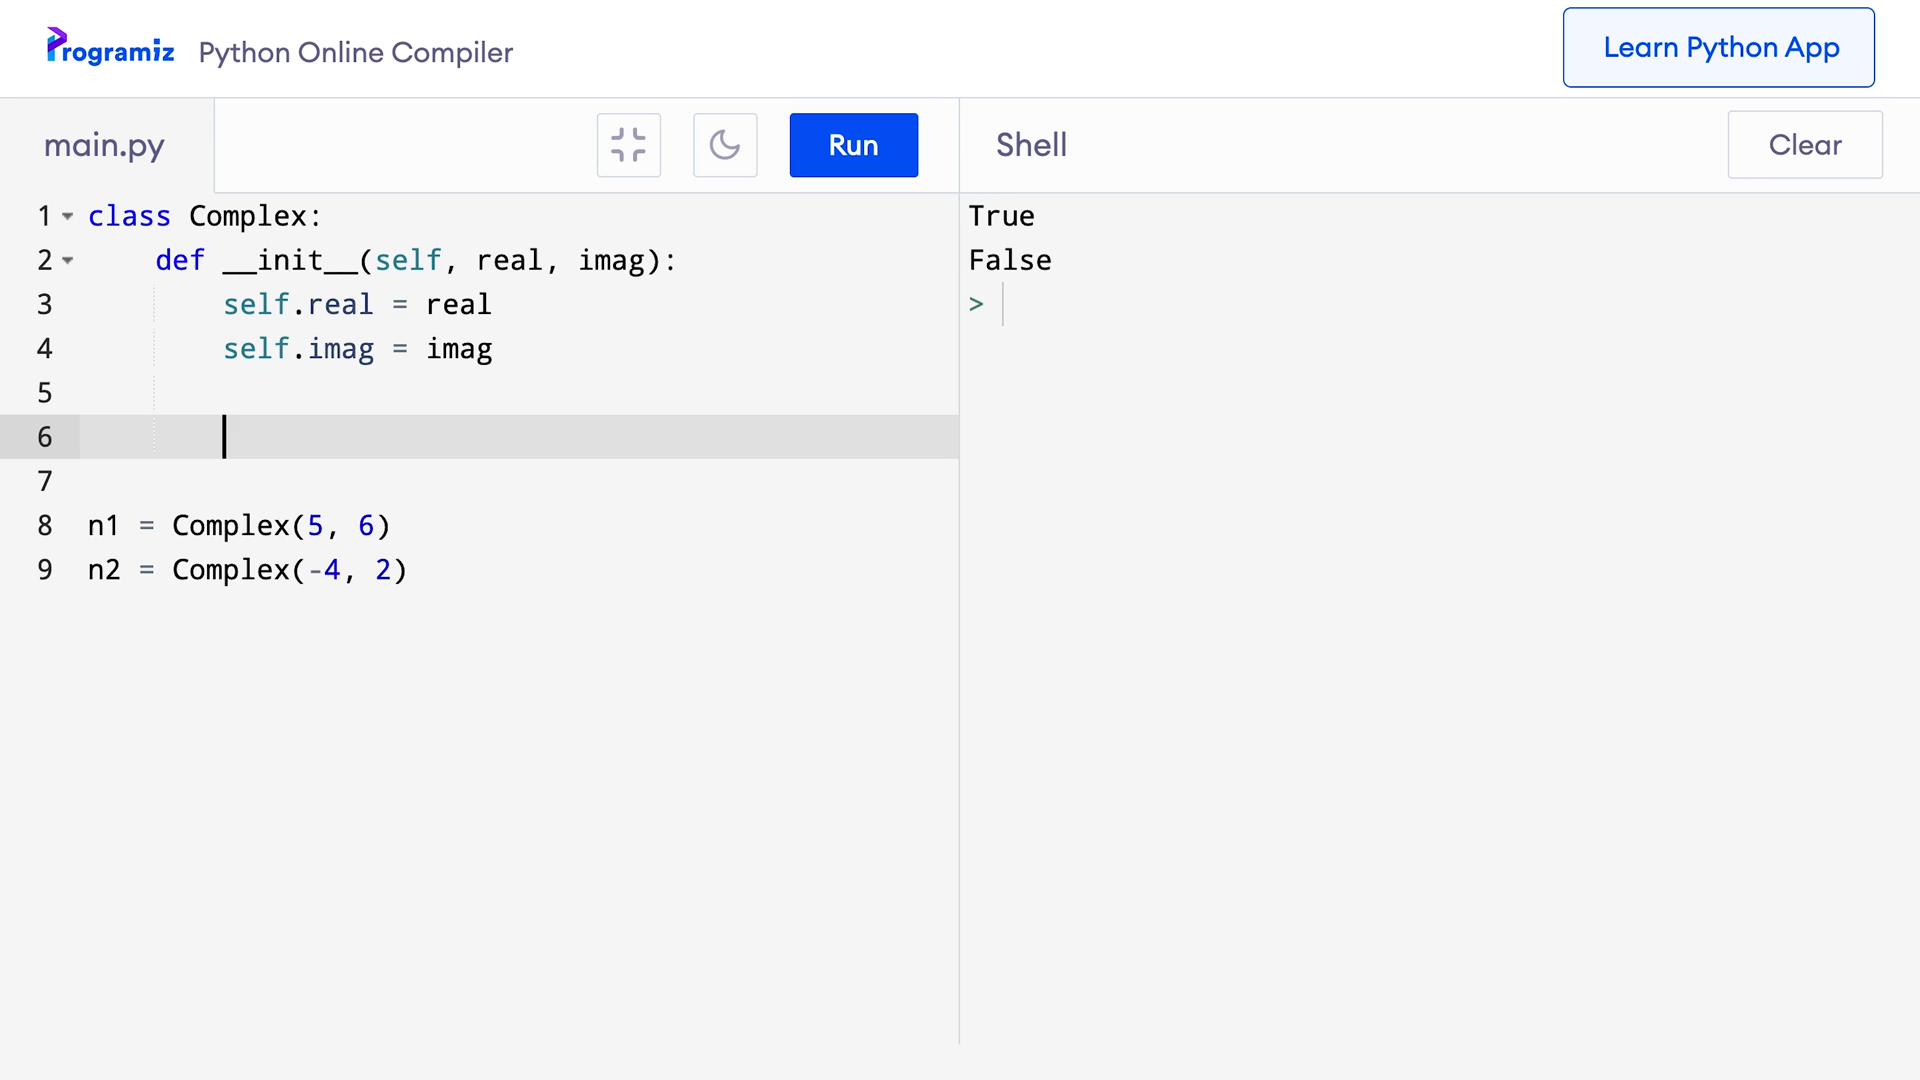 Programiz Python Online Compiler
Learn Python App
main.py
Run
Shell
Clear
1 class Complex:
2     def __init__(self, real, imag):
3         self.real = real
4         self.imag = imag
5
6
7
8 n1 = Complex(5, 6)
9 n2 = Complex(-4, 2)
True
False
>